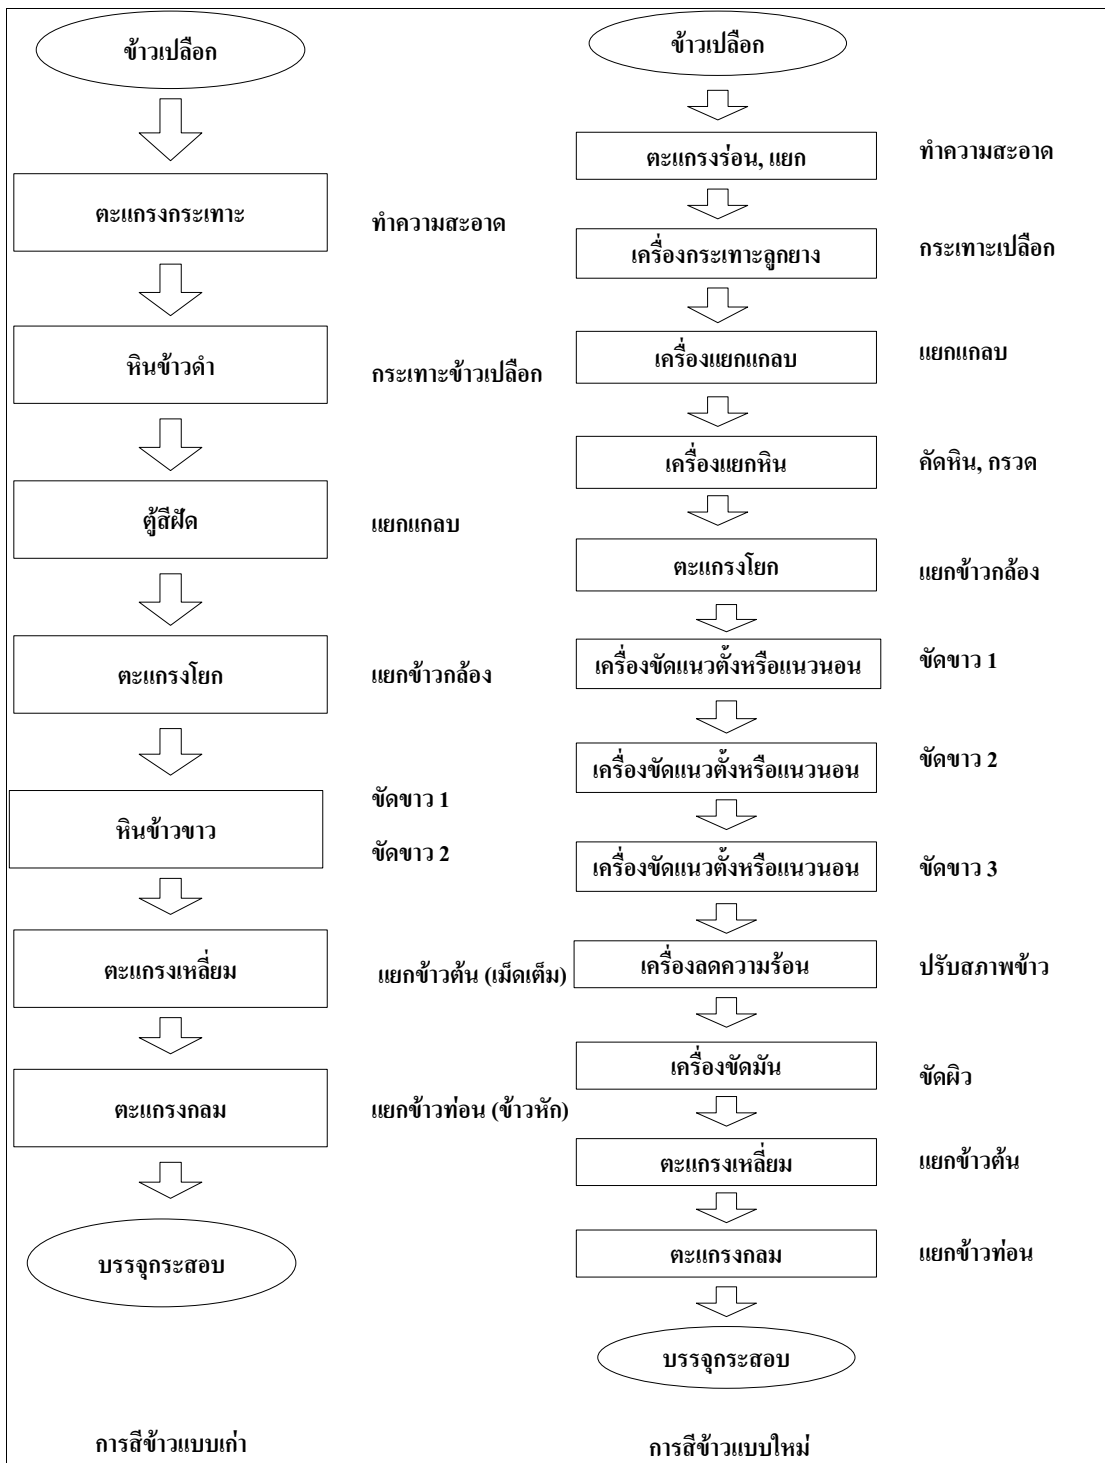 ข้าวเปลือก
ตะแกรงกระเทาะ
ทำความสะอาด
หินข้าวดำ
กระเทาะข้าวเปลือก
ตู้สีฝัด
แยกแกลบ
ตะแกรงโยก
แยกข้าวกล้อง
หินข้าวขาว
ขัดขาว 1
ขัดขาว 2
ตะแกรงเหลี่ยม
แยกข้าวต้น (เม็ดเต็ม)
ตะแกรงกลม
แยกข้าวท่อน (ข้าวหัก)
บรรจุกระสอบ
การสีข้าวแบบเก่า
ข้าวเปลือก
ตะแกรงร่อน, แยก
ทำความสะอาด
เครื่องกระเทาะลูกยาง
กระเทาะเปลือก
เครื่องแยกแกลบ
แยกแกลบ
เครื่องแยกหิน
คัดหิน, กรวด
ตะแกรงโยก
แยกข้าวกล้อง
เครื่องขัดแนวตั้งหรือแนวนอน
ขัดขาว 1
เครื่องขัดแนวตั้งหรือแนวนอน
ขัดขาว 2
เครื่องขัดแนวตั้งหรือแนวนอน
ขัดขาว 3
เครื่องลดความร้อน
ปรับสภาพข้าว
เครื่องขัดมัน
ขัดผิว
ตะแกรงเหลี่ยม
แยกข้าวต้น
ตะแกรงกลม
แยกข้าวท่อน
บรรจุกระสอบ
การสีข้าวแบบใหม่